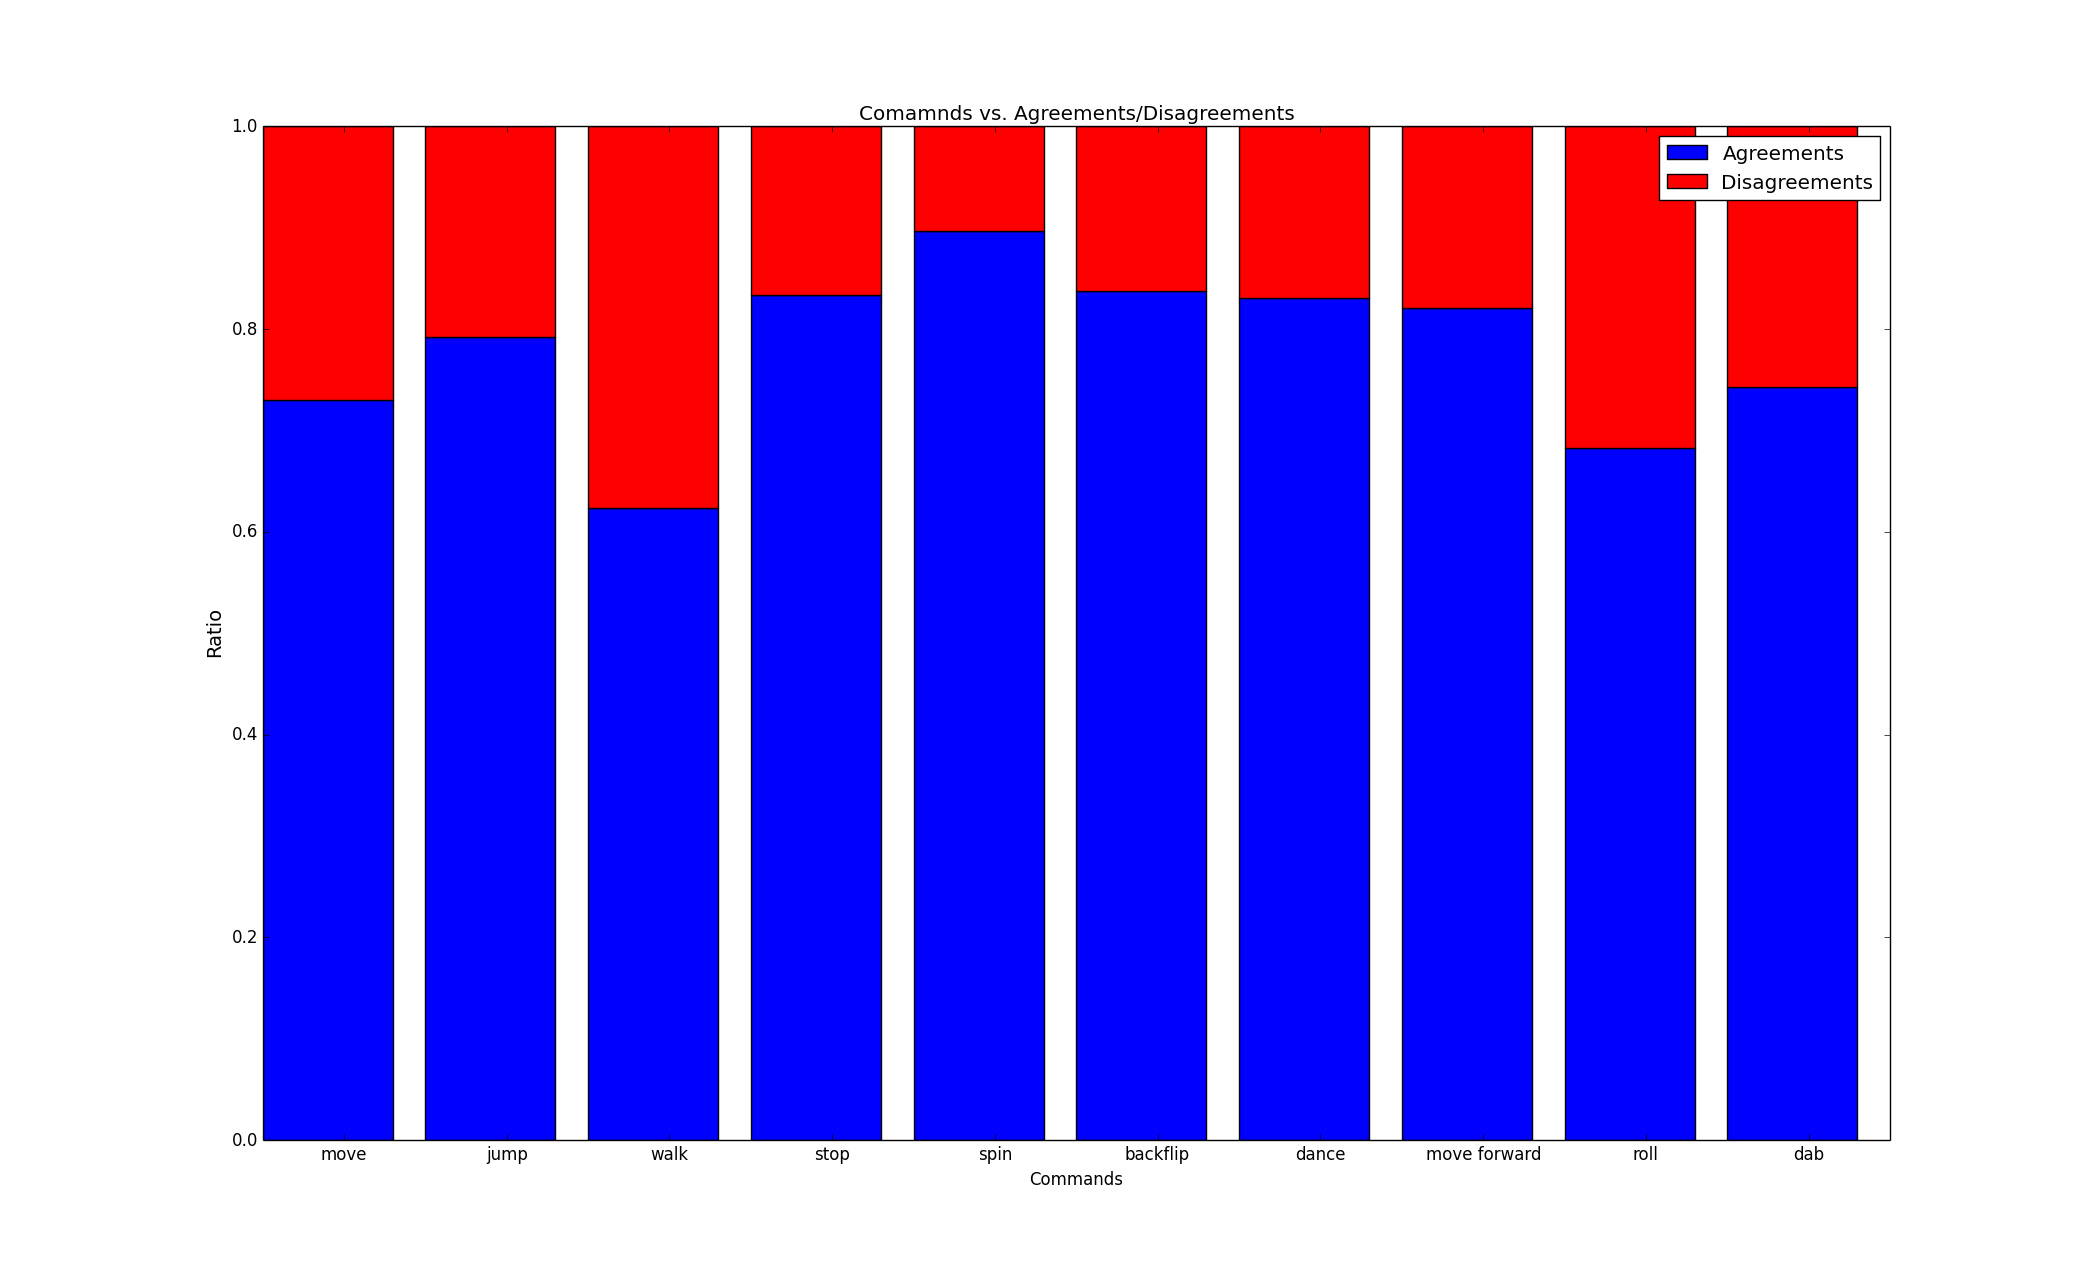 Comamnds vs. Agreements/Disagreements
1.0
Agreements
Disagreements
0.8
0.6
Ratio
0.4
0.2
0.0
move jump walk stop spin backflip dance move forward roll dab
Commands